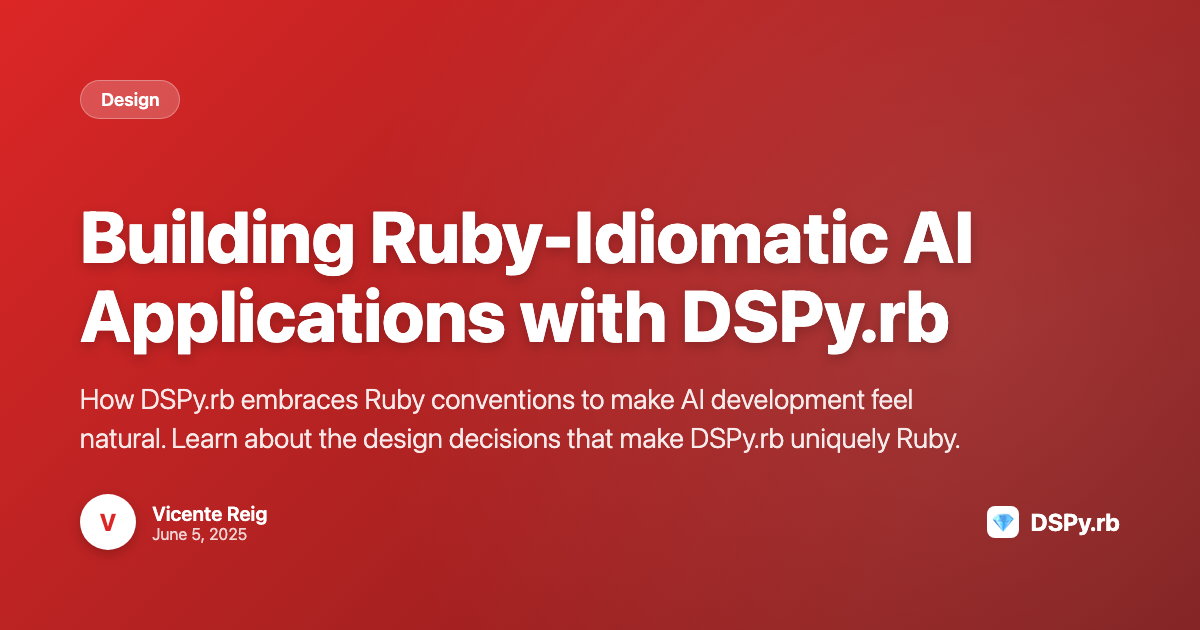 Design
Building Ruby-Idiomatic AI
Applications with DSPy.rb
How DSPy.rb embraces Ruby conventions to make AI development feel
natural. Learn about the design decisions that make DSPy.rb uniquely Ruby.
V
Vicente Reig
June 5, 2025
DSPy.rb